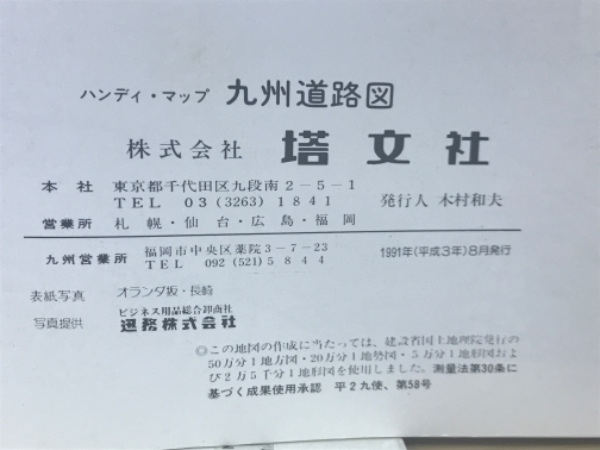 ハンディ・マップ 九州道路図
株式会社 塔文社
本社 東京都千代田区九段南2-5-1
TEL 03(3263)1841 発行人 木村和夫
営業所 札幌・仙台・広島・福岡
九州営業所 福岡市中央区薬院3-7-23
TEL 092(521)5844 1991年(平成3年)8月発行
表紙写真 オランダ坂・長崎
ビジネス用品総合卸商社
写真提供 通務株式会社
◎この地図の作成に当たっては、建設省国土地理院発行の
50万分1地方図・20万分1地勢図・5万分1地形図およ
び2万5千分1地形図を使用しました。測量法第30条に
基づく成果使用承認 平2九使、第58号